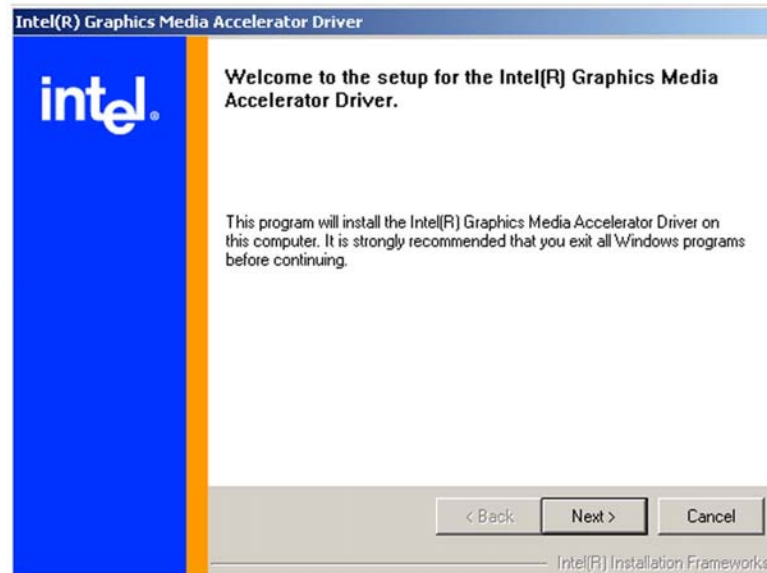 Intel(R) Graphics Media Accelerator Driver
intel®
Welcome to the setup for the Intel(R) Graphics Media
Accelerator Driver.
This program will install the Intel(R) Graphics Media Accelerator Driver on
this computer. It is strongly recommended that you exit all Windows programs
before continuing.
< Back
Next >
Cancel
Intel(R) Installation Frameworks